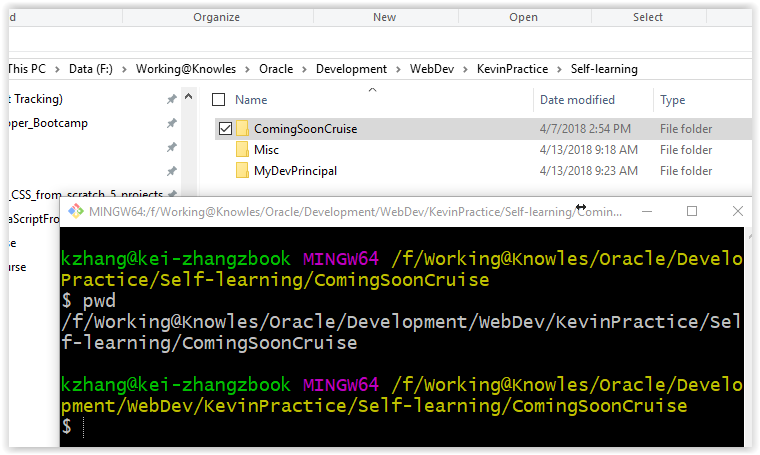 d Organize New Open Select
This PC > Data (F:) > Working@Knowles > Oracle > Development > WebDev > KevinPractice > Self-learning
t Tracking)
oper_Bootcamp
_CSS_from_scratch_5_projects
aScriptFro
se
urse
Name Date modified Type
ComingSoonCruise 4/7/2018 2:54 PM File folder
Misc 4/13/2018 9:18 AM File folder
MyDevPrincipal 4/13/2018 9:23 AM File folder
MINGW64:/f/Working@Knowles/Oracle/Development/WebDev/KevinPractice/Self-learning/Comin...
kzhang@kei-zhangzbook MINGW64 /f/Working@Knowles/Oracle/Develo
Practice/Self-learning/ComingSoonCruise
$ pwd
/f/Working@Knowles/Oracle/Development/WebDev/KevinPractice/Sel
f-learning/ComingSoonCruise
kzhang@kei-zhangzbook MINGW64 /f/Working@Knowles/Oracle/Develo
pment/WebDev/KevinPractice/Self-learning/ComingSoonCruise
$